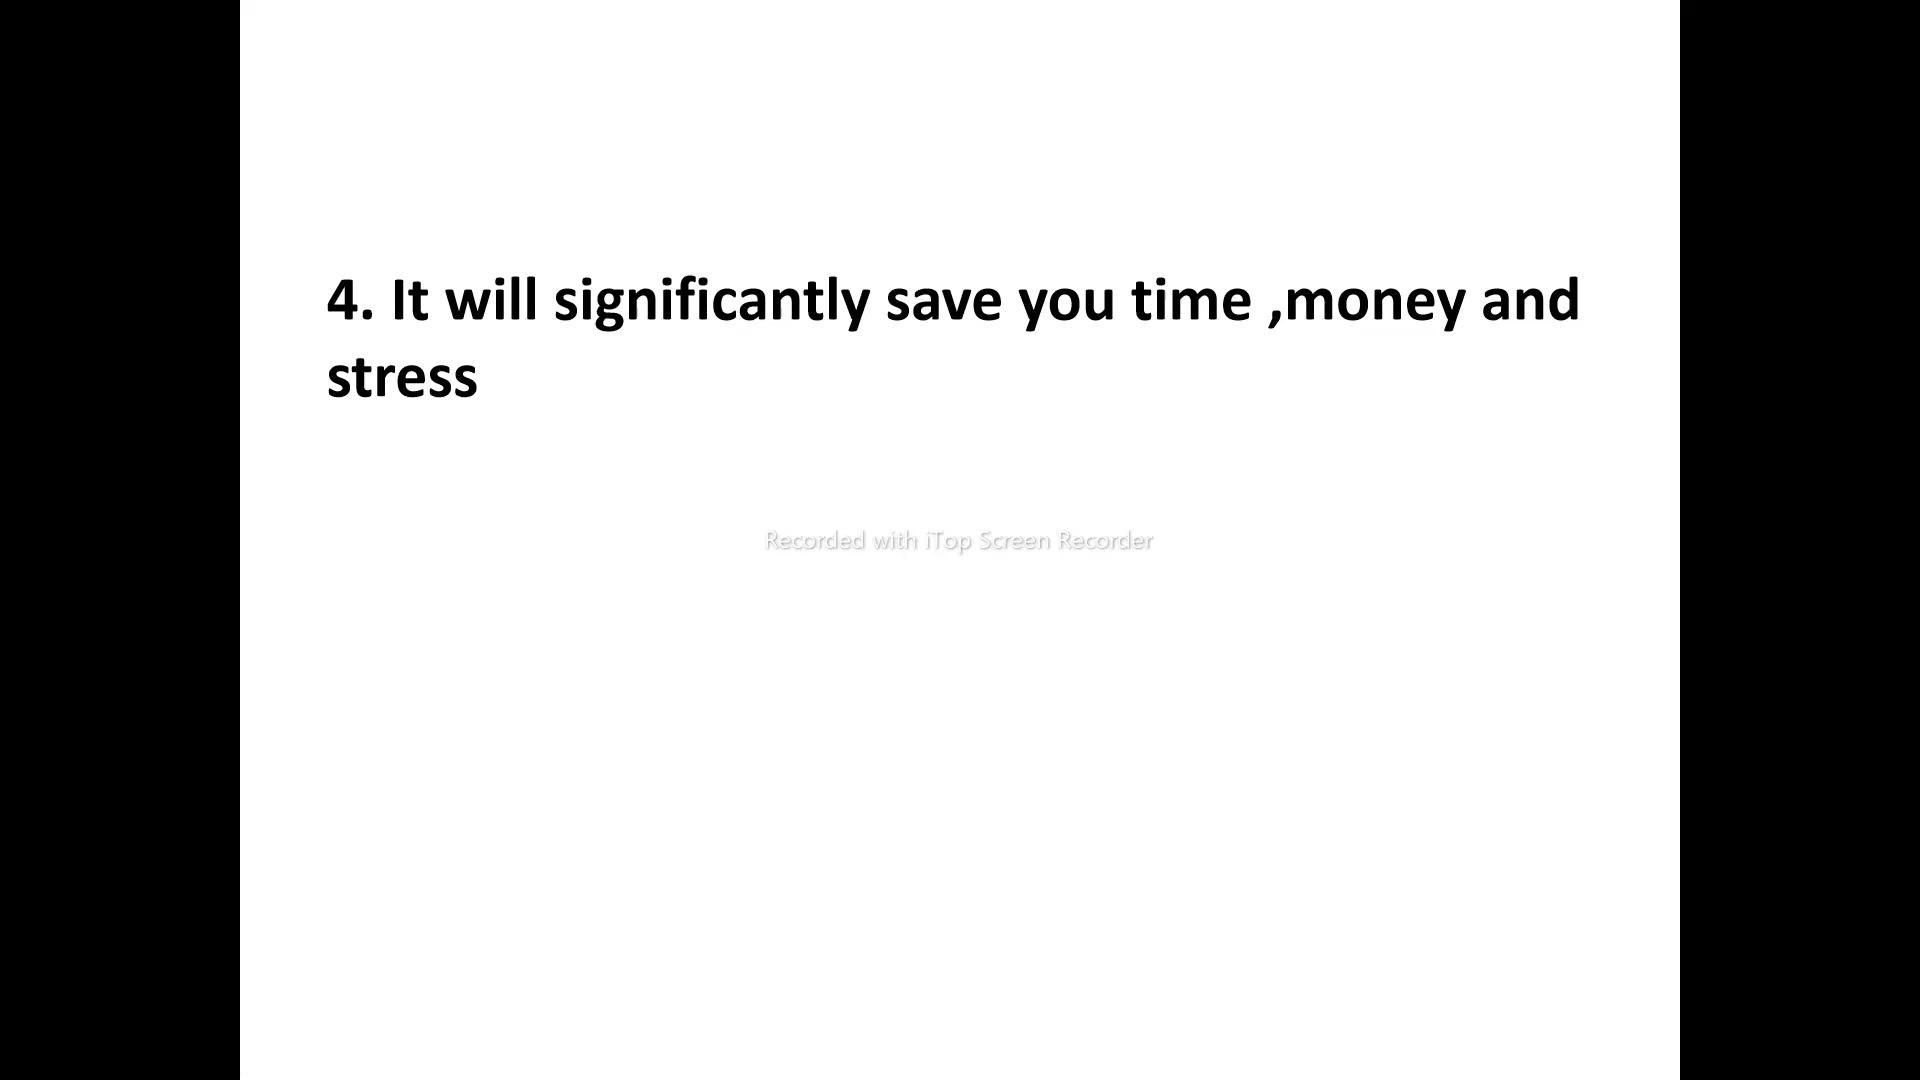 4. It will significantly save you time ,money and
stress
Recorded with iTop Screen Recorder